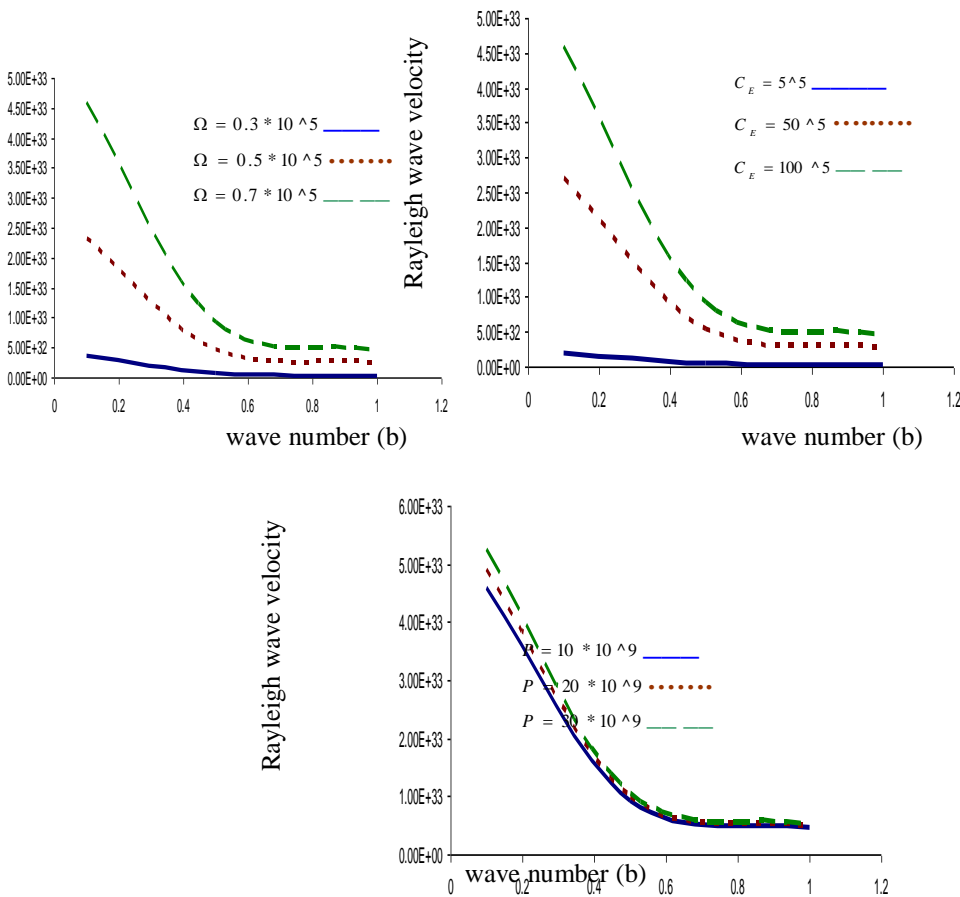 5.00E+33
4.50E+33
4.00E+33
3.50E+33
3.00E+33
2.50E+33
2.00E+33
1.50E+33
1.00E+33
5.00E+32
0.00E+00
0 0.2 0.4 0.6 0.8 1 1.2
Ω = 0.3 * 10 ^5
Ω = 0.5 * 10 ^5
Ω = 0.7 * 10 ^5
wave number (b)
Rayleigh wave velocity
5.00E+33
4.50E+33
4.00E+33
3.50E+33
3.00E+33
2.50E+33
2.00E+33
1.50E+33
1.00E+33
5.00E+32
0.00E+00
0 0.2 0.4 0.6 0.8 1 1.2
C E = 5^5
C E = 50 ^5
C E = 100 ^5
wave number (b)
Rayleigh wave velocity
6.00E+33
5.00E+33
4.00E+33
3.00E+33
2.00E+33
1.00E+33
0.00E+00
0 0.2 0.4 0.6 0.8 1 1.2
P = 10 * 10 ^9
P = 20 * 10 ^9
P = 30 * 10 ^9
wave number (b)